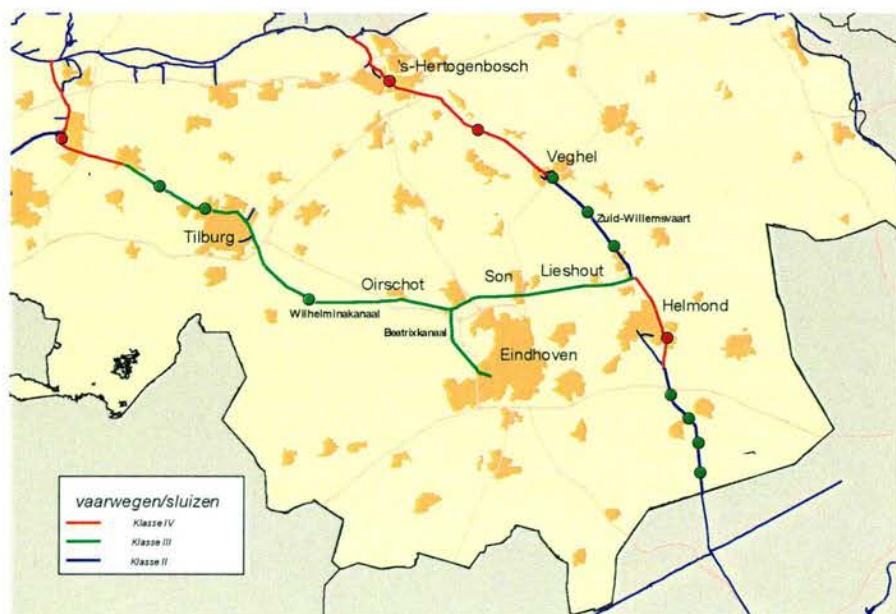 's-Hertogenbosch
Veghel
Zuid-Willemsvaart
Tilburg
Oirschot
Son
Lieshout
Wilhelminakanaal
Helmond
Beatrixkanaal
Eindhoven
vaarwegen/sluizen
Klasse IV
Klasse III
Klasse II